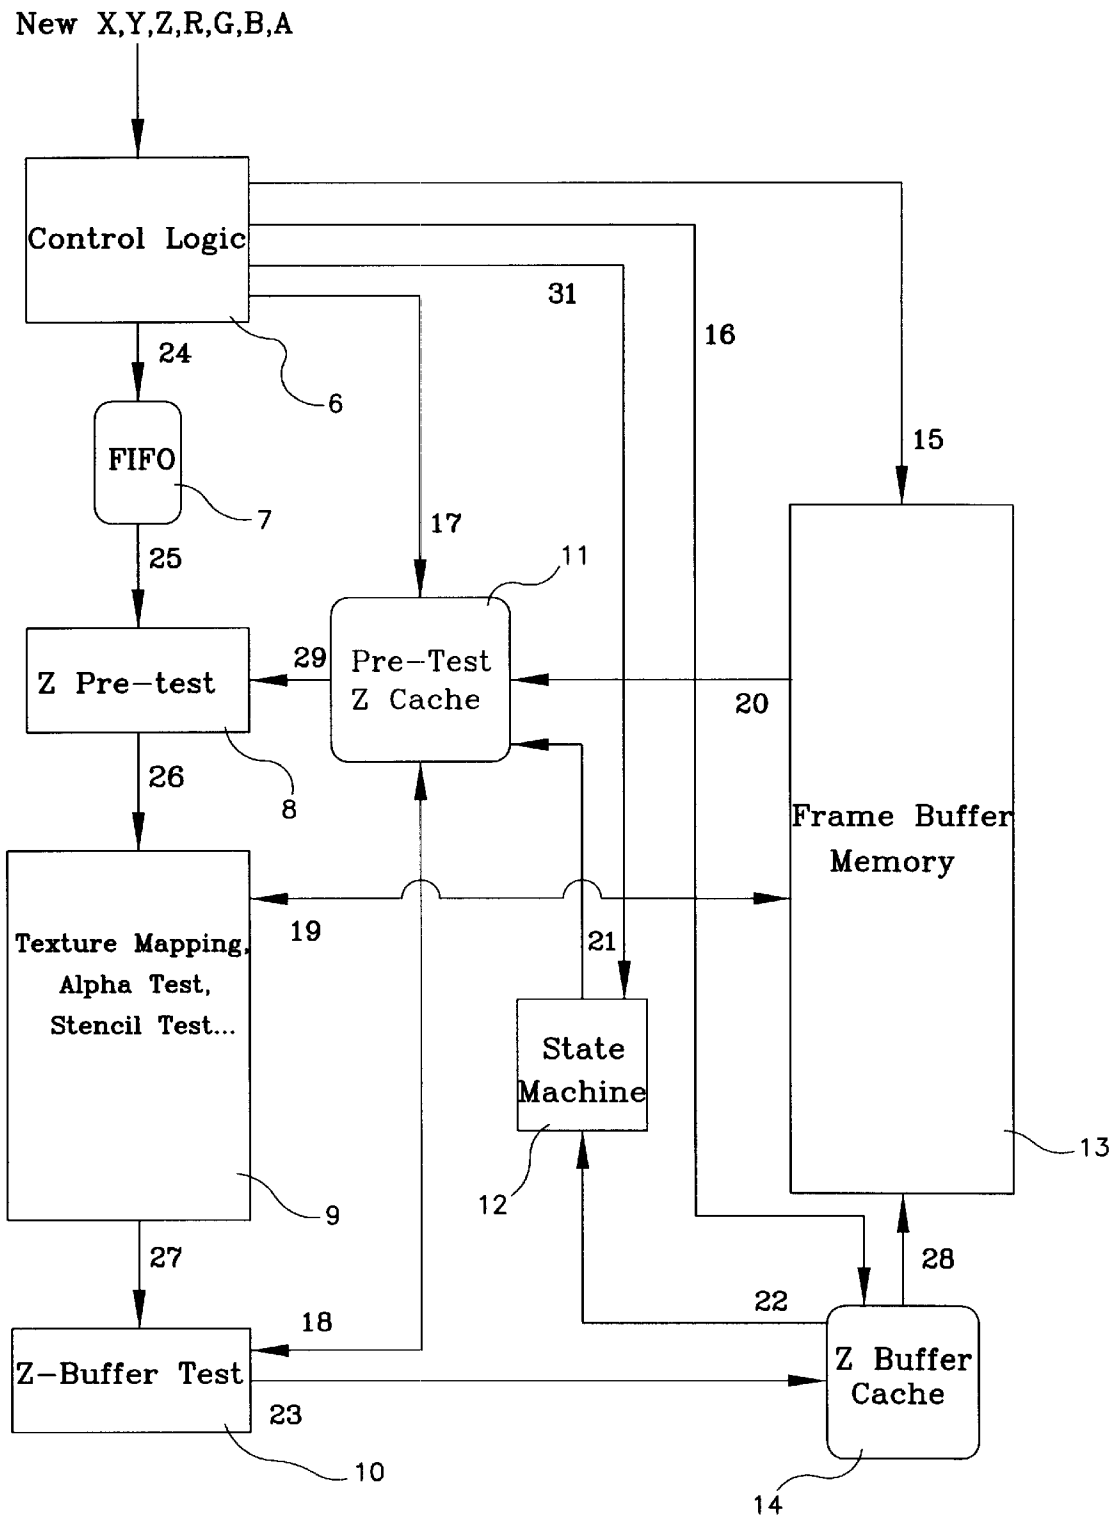 New X,Y,Z,R,G,B,A
Control Logic
31
16
24
6
15
FIFO
7
17
25
11
29
Pre-Test
Z Cache
Z Pre-test
20
26
8
Frame Buffer
Memory
19
21
Texture Mapping,
Alpha Test,
Stencil Test...
State
Machine
13
12
9
27
28
22
18
Z Buffer
Cache
Z-Buffer Test
23
10
14